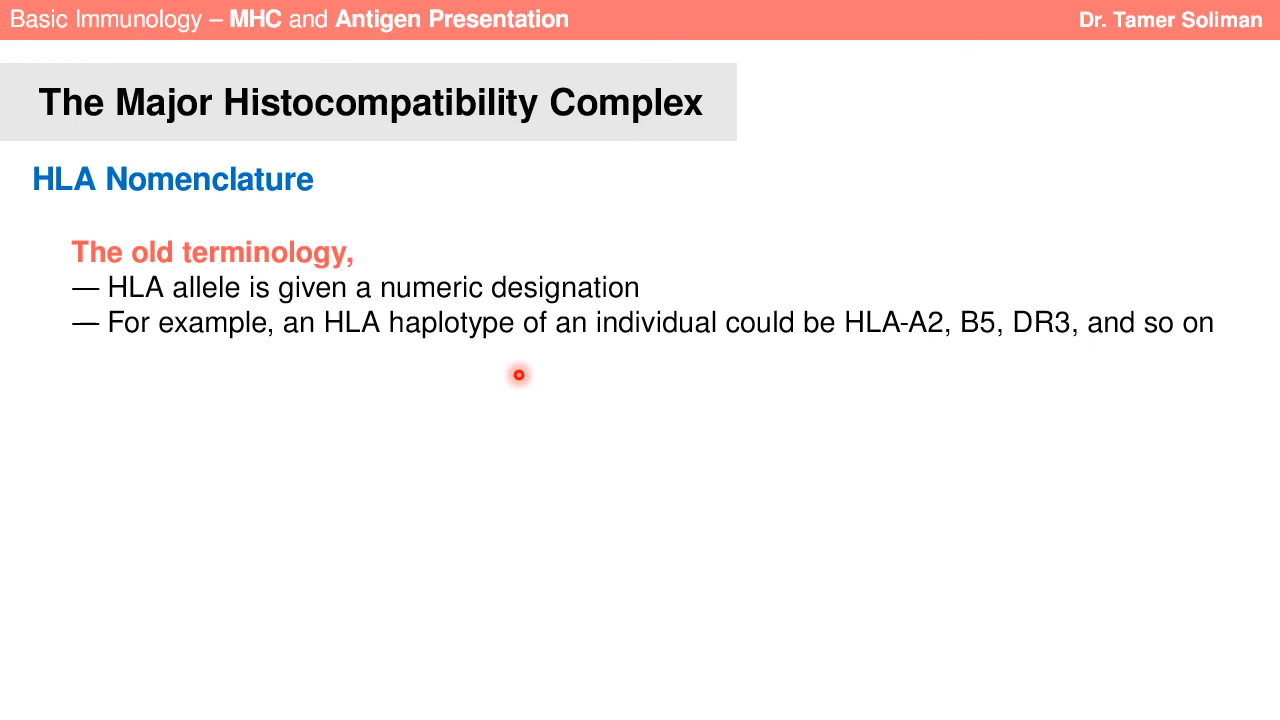 Basic Immunology – MHC and Antigen Presentation
Dr. Tamer Soliman
The Major Histocompatibility Complex
HLA Nomenclature
The old terminology,
— HLA allele is given a numeric designation
— For example, an HLA haplotype of an individual could be HLA-A2, B5, DR3, and so on